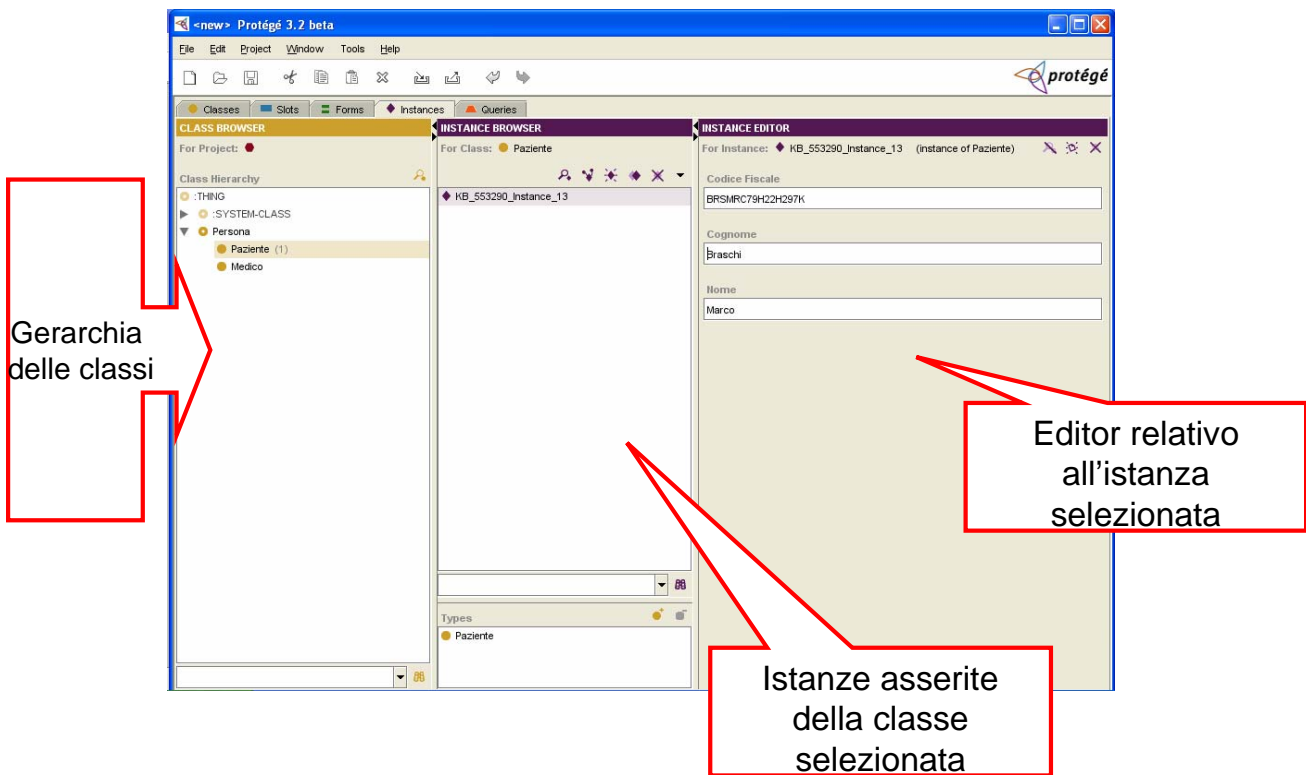 <new> Protégé 3.2 beta
File Edit Project Window Tools Help
protégé
Classes Slots Forms Instances Queries
CLASS BROWSER
For Project:
Class Hierarchy
:THING
:SYSTEM-CLASS
Persona
Paziente (1)
Medico
INSTANCE BROWSER
For Class: Paziente
KB_553290_Instance_13
Types
Paziente
INSTANCE EDITOR
For Instance: KB_553290_Instance_13 (instance of Paziente)
Codice Fiscale
BRSMRC79H22H297K
Cognome
Braschi
Nome
Marco
Gerarchia
delle classi
Editor relativo
all’istanza
selezionata
Istanze asserite
della classe
selezionata